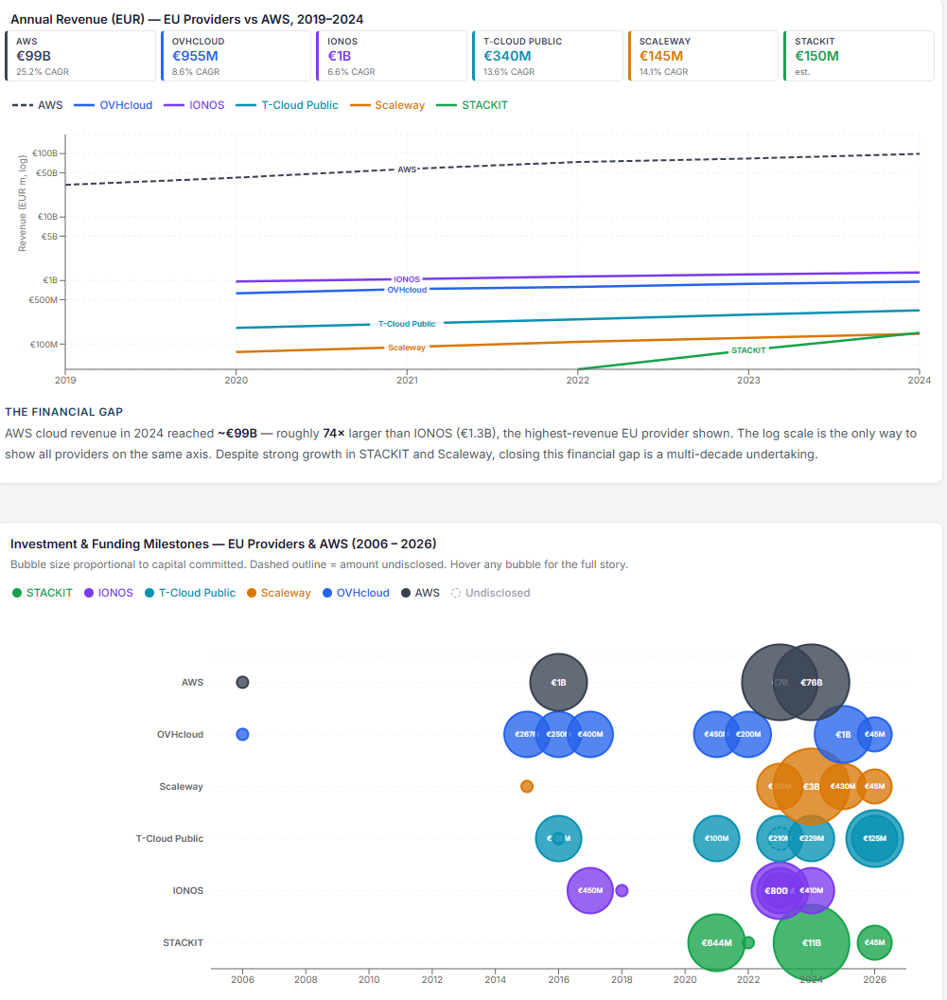 Annual Revenue (EUR) — EU Providers vs AWS, 2019–2024
AWS
€99B
25.2% CAGR
OVHCLOUD
€955M
8.6% CAGR
IONOS
€1B
6.6% CAGR
T-CLOUD PUBLIC
€340M
13.6% CAGR
SCALEWAY
€145M
14.1% CAGR
STACKIT
€150M
est.
AWS OVHcloud IONOS T-Cloud Public Scaleway STACKIT
Revenue (EUR m, log)
€100B
€50B
€10B
€5B
€1B
€500M
€100M
AWS
IONOS
OVHcloud
T-Cloud Public
Scaleway
STACKIT
2019 2020 2021 2022 2023 2024
THE FINANCIAL GAP
AWS cloud revenue in 2024 reached ~€99B — roughly 74× larger than IONOS (€1.3B), the highest-revenue EU provider shown. The log scale is the only way to
show all providers on the same axis. Despite strong growth in STACKIT and Scaleway, closing this financial gap is a multi-decade undertaking.
Investment & Funding Milestones — EU Providers & AWS (2006 – 2026)
Bubble size proportional to capital committed. Dashed outline = amount undisclosed. Hover any bubble for the full story.
STACKIT IONOS T-Cloud Public Scaleway OVHcloud AWS Undisclosed
AWS €1B €7B €76B
OVHcloud €267M €250M €400M €450M €200M €1B €45M
Scaleway €3B €430M €45M
T-Cloud Public €100M €210M €229M €125M
IONOS €450M €800M €410M
STACKIT €644M €11B €45M
2006 2008 2010 2012 2014 2016 2018 2020 2022 2024 2026